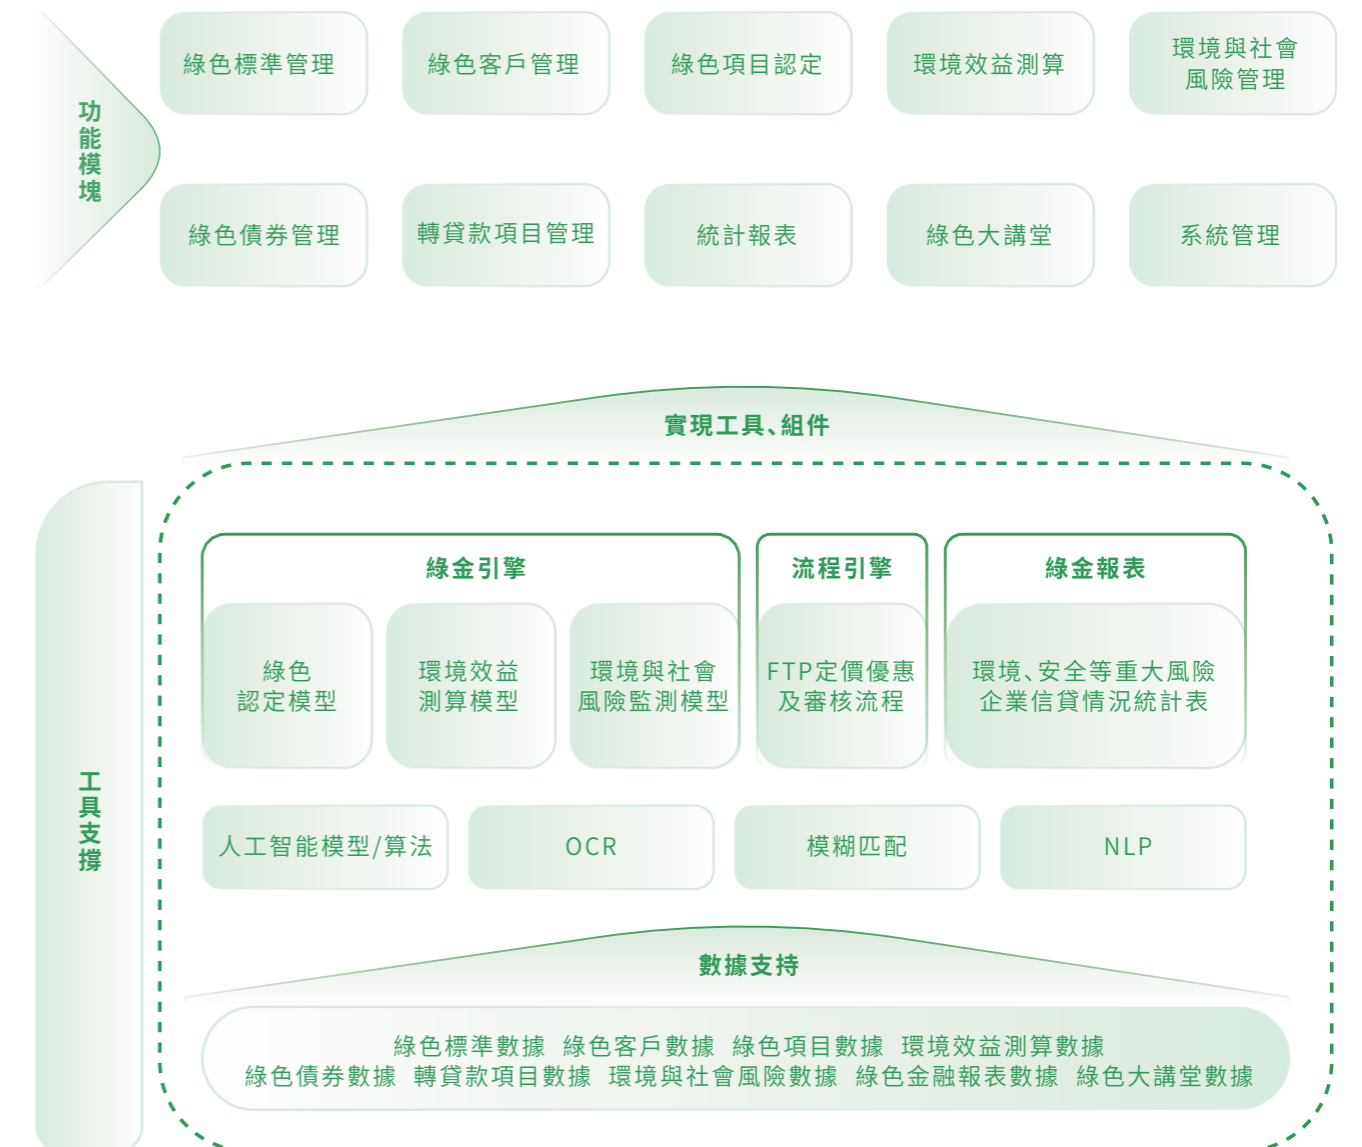 功能模塊
綠色標準管理
綠色客戶管理
綠色項目認定
環境效益測算
環境與社會
風險管理
綠色債券管理
轉貸款項目管理
統計報表
綠色大講堂
系統管理
實現工具、組件
工具支撐
綠金引擎
流程引擎
綠金報表
綠色
認定模型
環境效益
測算模型
環境與社會
風險監測模型
FTP定價優惠
及審核流程
環境、安全等重大風險
企業信貸情況統計表
人工智能模型/算法
OCR
模糊匹配
NLP
數據支持
綠色標準數據 綠色客戶數據 綠色項目數據 環境效益測算數據
綠色債券數據 轉貸款項目數據 環境與社會風險數據 綠色金融報表數據 綠色大講堂數據